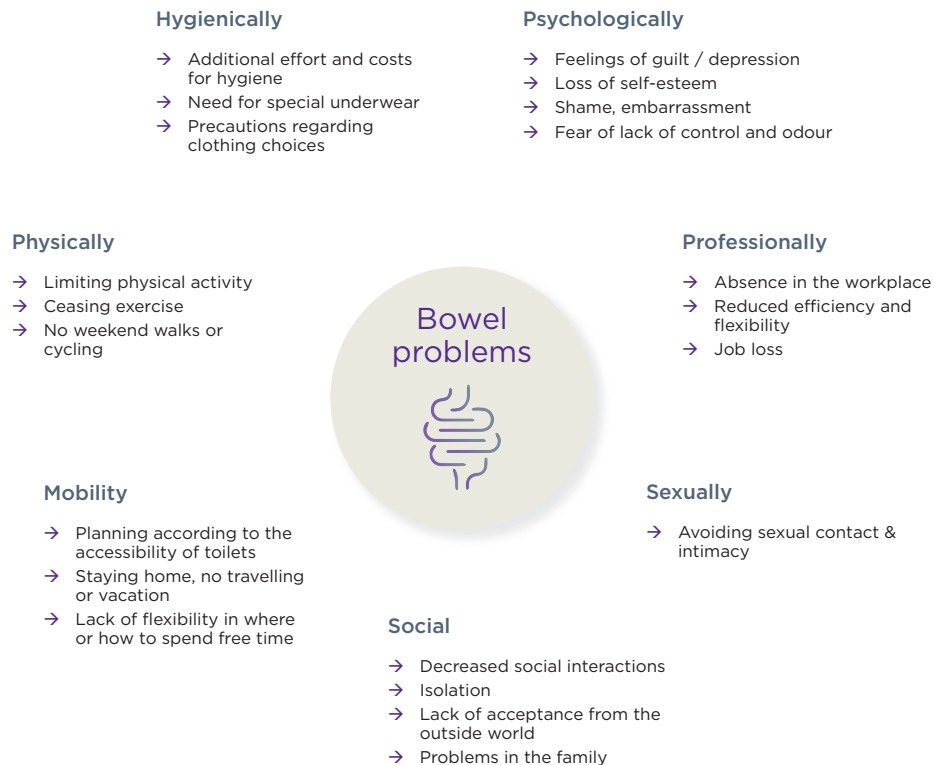 Hygienically
→ Additional effort and costs
for hygiene
→ Need for special underwear
→ Precautions regarding
clothing choices
Psychologically
→ Feelings of guilt / depression
→ Loss of self-esteem
→ Shame, embarrassment
→ Fear of lack of control and odour
Physically
→ Limiting physical activity
→ Ceasing exercise
→ No weekend walks or
cycling
Bowel
problems
Professionally
→ Absence in the workplace
→ Reduced efficiency and
flexibility
→ Job loss
Mobility
→ Planning according to the
accessibility of toilets
→ Staying home, no travelling
or vacation
→ Lack of flexibility in where
or how to spend free time
Sexually
→ Avoiding sexual contact &
intimacy
Social
→ Decreased social interactions
→ Isolation
→ Lack of acceptance from the
outside world
→ Problems in the family